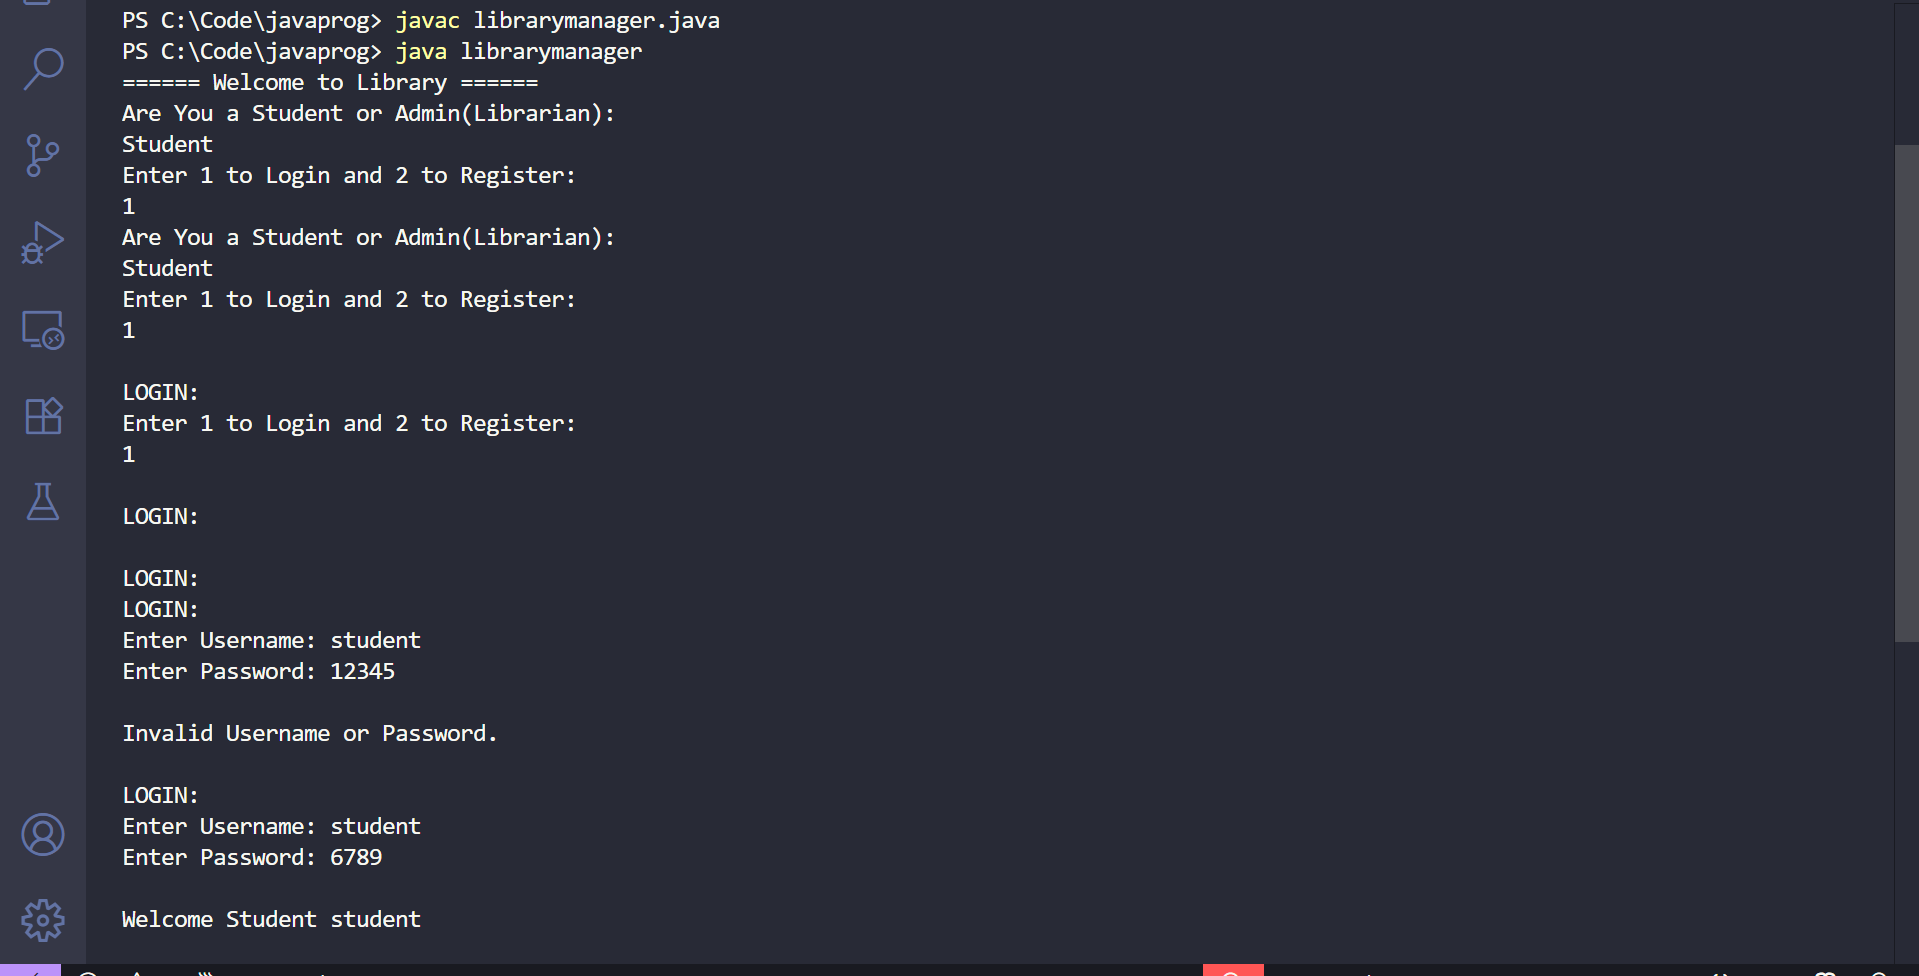 PS C:\Code\javaprog> javac librarymanager.java
PS C:\Code\javaprog> java librarymanager
====== Welcome to Library ======
Are You a Student or Admin(Librarian):
Student
Enter 1 to Login and 2 to Register:
1
Are You a Student or Admin(Librarian):
Student
Enter 1 to Login and 2 to Register:
1
LOGIN:
Enter 1 to Login and 2 to Register:
1
LOGIN:
LOGIN:
LOGIN:
Enter Username: student
Enter Password: 12345
Invalid Username or Password.
LOGIN:
Enter Username: student
Enter Password: 6789
Welcome Student student